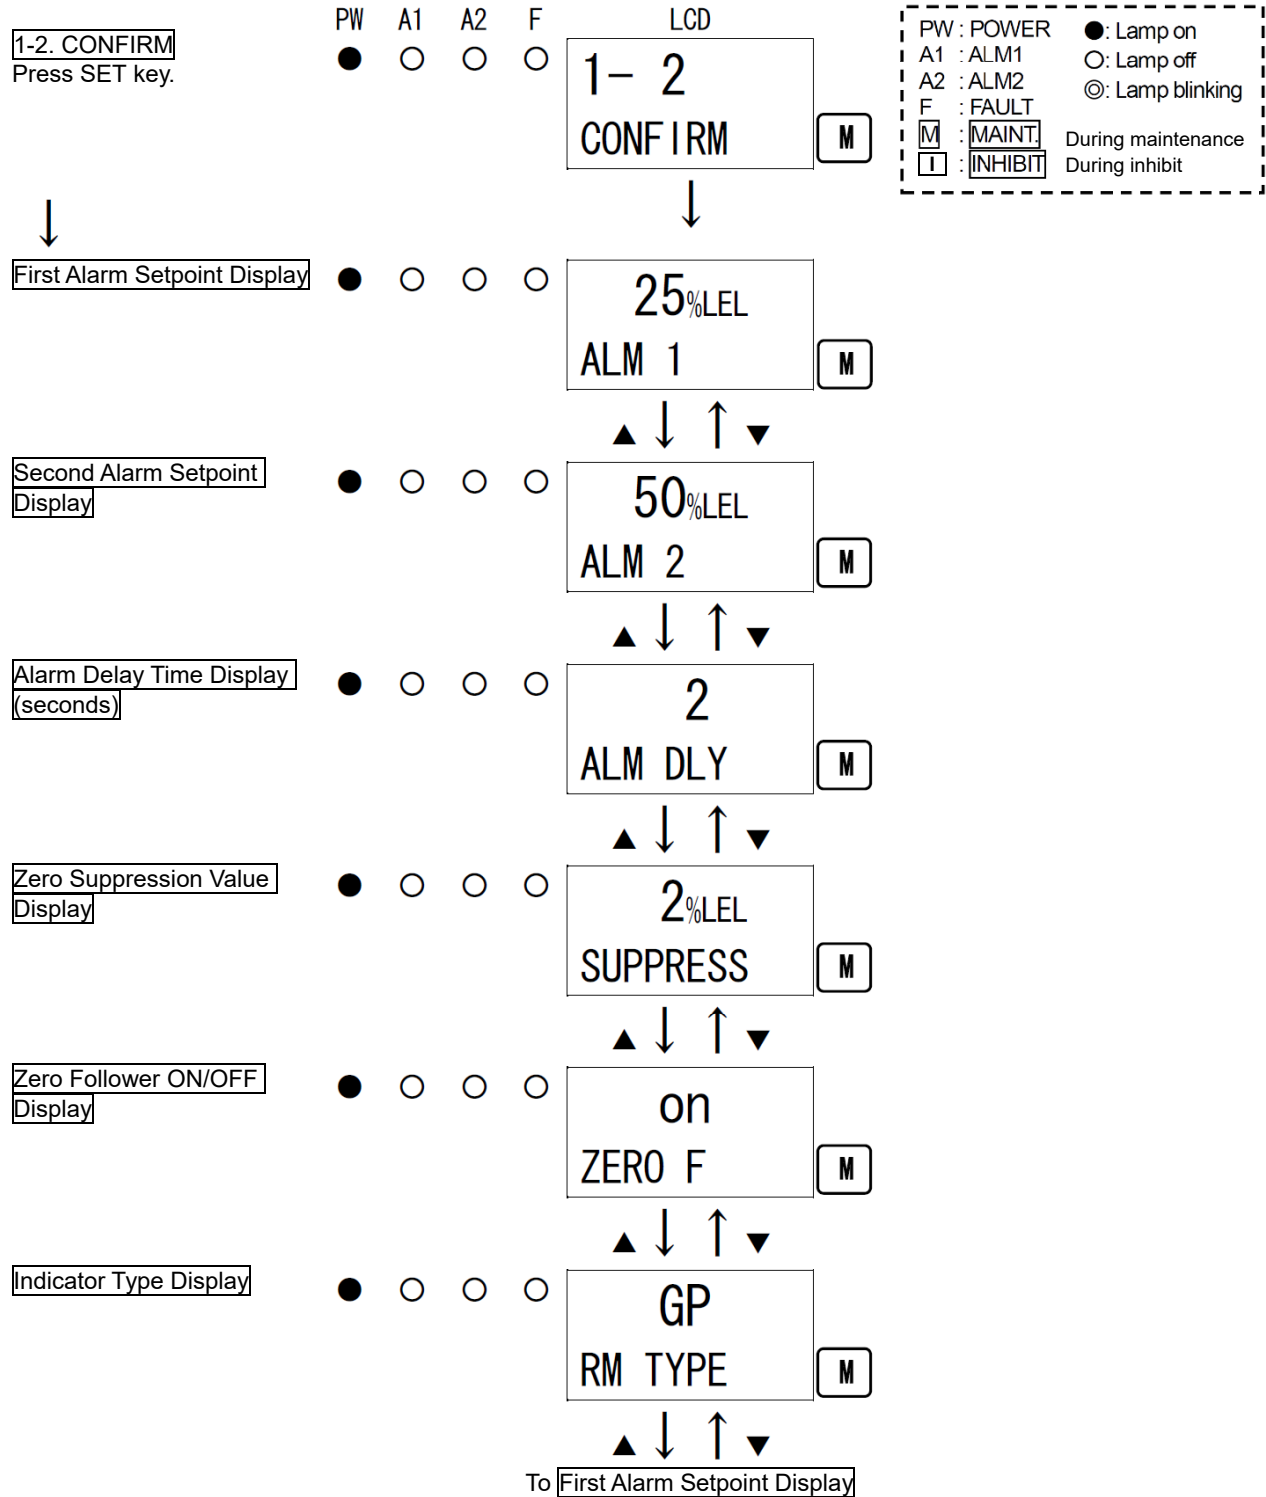 PW A1 A2 F LCD
1-2. CONFIRM
Press SET key.
1- 2
CONFIRM
M
PW : POWER ●: Lamp on
A1 : ALM1 ○: Lamp off
A2 : ALM2 ◎: Lamp blinking
F : FAULT
M : MAINT. During maintenance
I : INHIBIT During inhibit
↓ ↓
First Alarm Setpoint Display
25%LEL
ALM 1
M
▲↓ ↑▼
Second Alarm Setpoint
Display
50%LEL
ALM 2
M
▲↓ ↑▼
Alarm Delay Time Display
(seconds)
2
ALM DLY
M
▲↓ ↑▼
Zero Suppression Value
Display
2%LEL
SUPPRESS
M
▲↓ ↑▼
Zero Follower ON/OFF
Display
on
ZERO F
M
▲↓ ↑▼
Indicator Type Display
GP
RM TYPE
M
▲↓ ↑▼
To First Alarm Setpoint Display